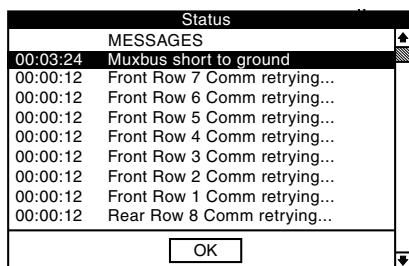 Status
MESSAGES
00:03:24 Muxbus short to ground
00:00:12 Front Row 7 Comm retrying...
00:00:12 Front Row 6 Comm retrying...
00:00:12 Front Row 5 Comm retrying...
00:00:12 Front Row 4 Comm retrying...
00:00:12 Front Row 3 Comm retrying...
00:00:12 Front Row 2 Comm retrying...
00:00:12 Front Row 1 Comm retrying...
00:00:12 Rear Row 8 Comm retrying...
OK